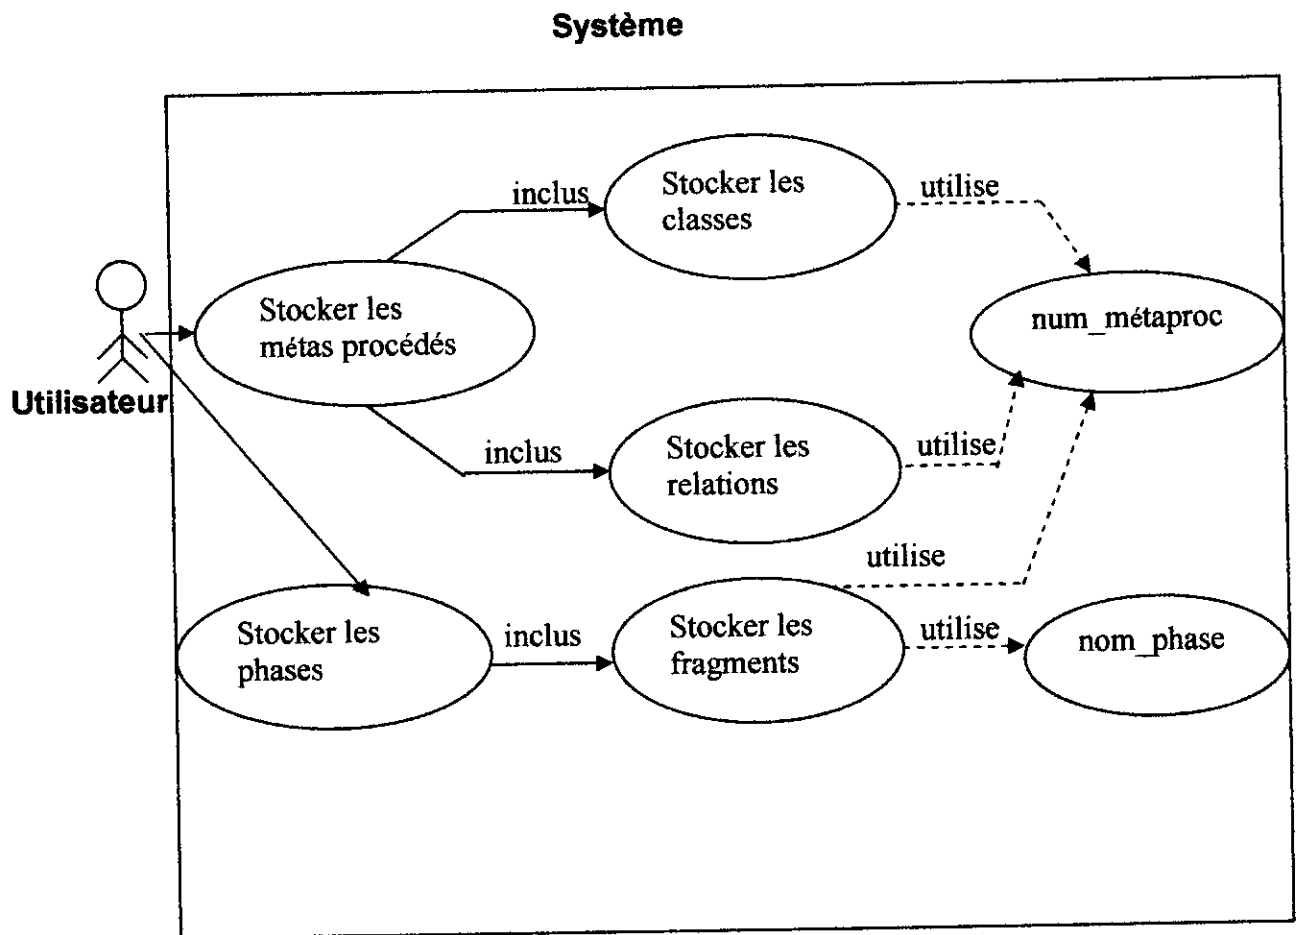 Système
inclus
Stocker les
classes
utilise
Stocker les
métas procédés
num_métaproc
Utilisateur
inclus
Stocker les
relations
utilise
utilise
Stocker les
phases
inclus
Stocker les
fragments
utilise
nom_phase